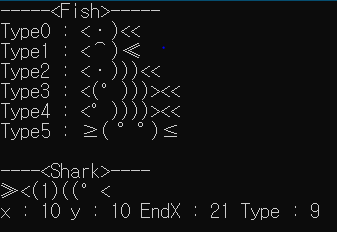 -----<Fish>-----
Type0 : <·)<<
Type1 : <^)≪
Type2 : <·)))<<
Type3 : <(°)))><<
Type4 : <°))))><<
Type5 : ≥(°°)≤
----<Shark>----
≫<(1)((° <
x : 10 y : 10 EndX : 21 Type : 9